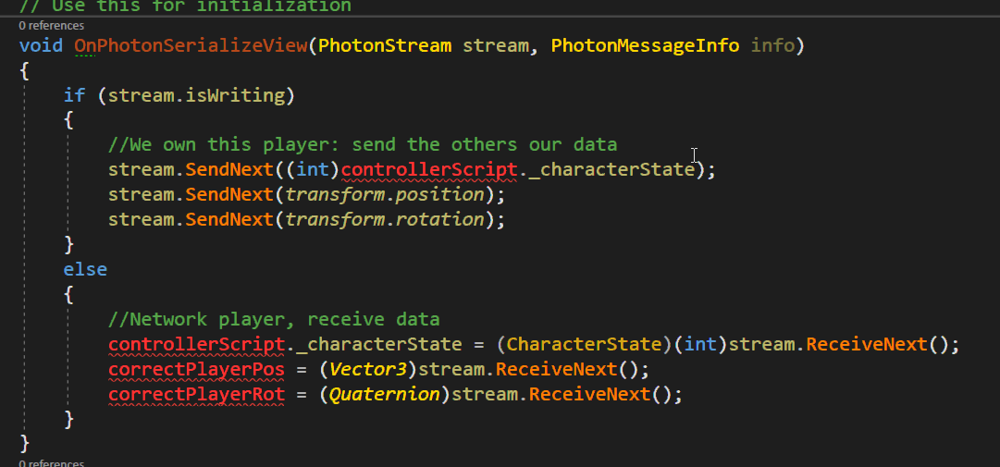 // Use this for initialization
0 references
void OnPhotonSerializeView(PhotonStream stream, PhotonMessageInfo info)
{
if (stream.isWriting)
{
//We own this player: send the others our data
stream.SendNext((int)controllerScript._characterState);
stream.SendNext(transform.position);
stream.SendNext(transform.rotation);
}
else
{
//Network player, receive data
controllerScript._characterState = (CharacterState)(int)stream.ReceiveNext();
correctPlayerPos = (Vector3)stream.ReceiveNext();
correctPlayerRot = (Quaternion)stream.ReceiveNext();
}
}
0 references